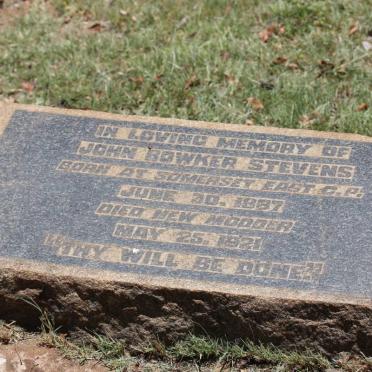 IN LOVING MEMORY OF
JOHN BOWKER STEVENS
BORN AT SOMERSET EAST C.P.
JUNE 30. 1887
DIED NEW MODDER
MAY 25. 1921
"THY WILL BE DONE"